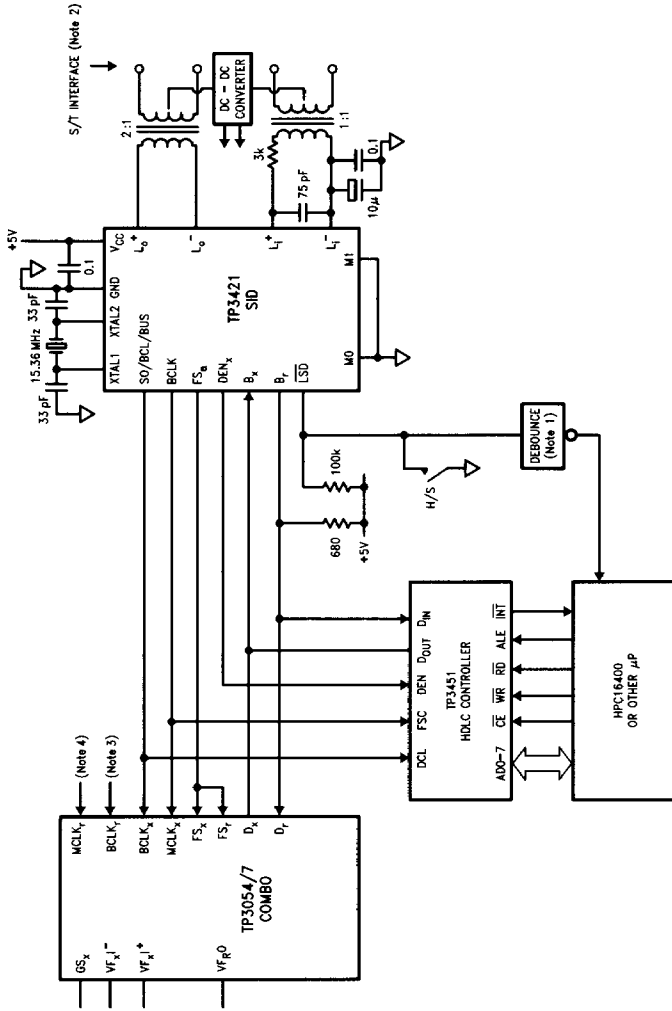 S/T INTERFACE (Note 2)
2:1
DC – DC
CONVERTER
1:1
3k
75 pF
0.1
10μ
+5V
0.1
33 pF
15.36 MHz
33 pF
VCC
GND
XTAL2
XTAL1
Lo+
Lo-
Li+
Li-
TP3421
SID
M1
M0
SO/BCL/BUS
BCLK
FSa
DENx
Bx
Br
LSD
100k
680
+5V
H/S
DEBOUNCE
(Note 1)
(Note 4)
(Note 3)
MCLKr
BCLKr
BCLKx
MCLKx
FSx
FSr
Dx
Dr
TP3054/7
COMBO
GSx
VFxI-
VFxI+
VFRO
DCL
FSC
DEN
DOUT
DIN
TP3451
HDLC CONTROLLER
AD0-7
CE
WR
RD
ALE
INT
HPC16400
OR OTHER μP